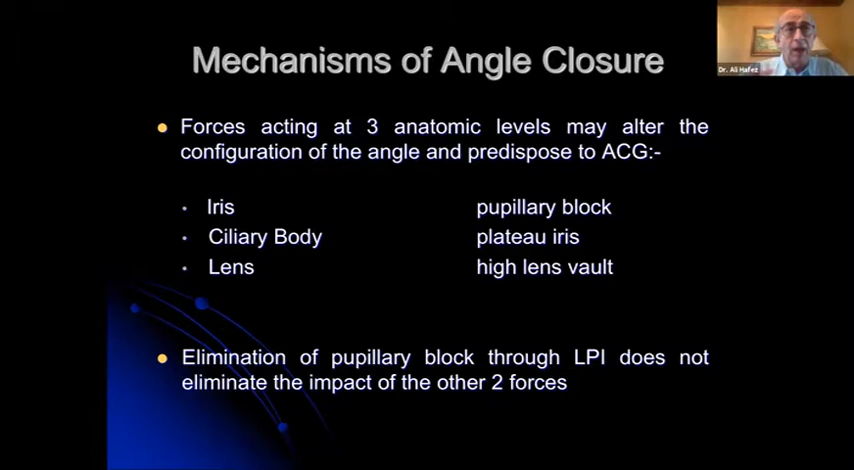 Mechanisms of Angle Closure
Dr. Ali Hafez
Forces acting at 3 anatomic levels may alter the
configuration of the angle and predispose to ACG:-
Iris pupillary block
Ciliary Body plateau iris
Lens high lens vault
Elimination of pupillary block through LPI does not
eliminate the impact of the other 2 forces